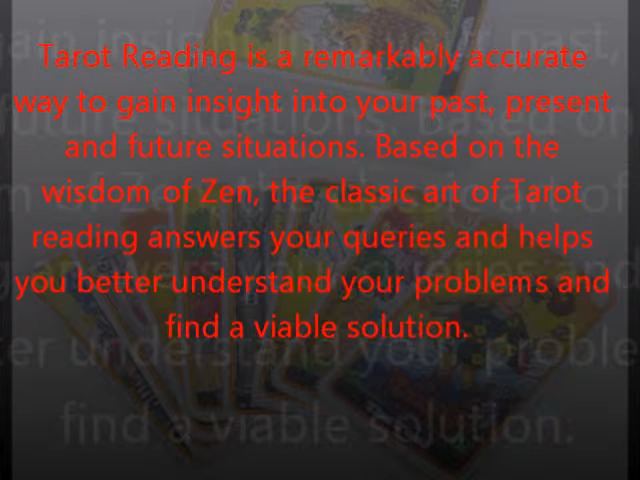 Tarot Reading is a remarkably accurate
way to gain insight into your past, present
and future situations. Based on the
wisdom of Zen, the classic art of Tarot
reading answers your queries and helps
you better understand your problems and
find a viable solution.